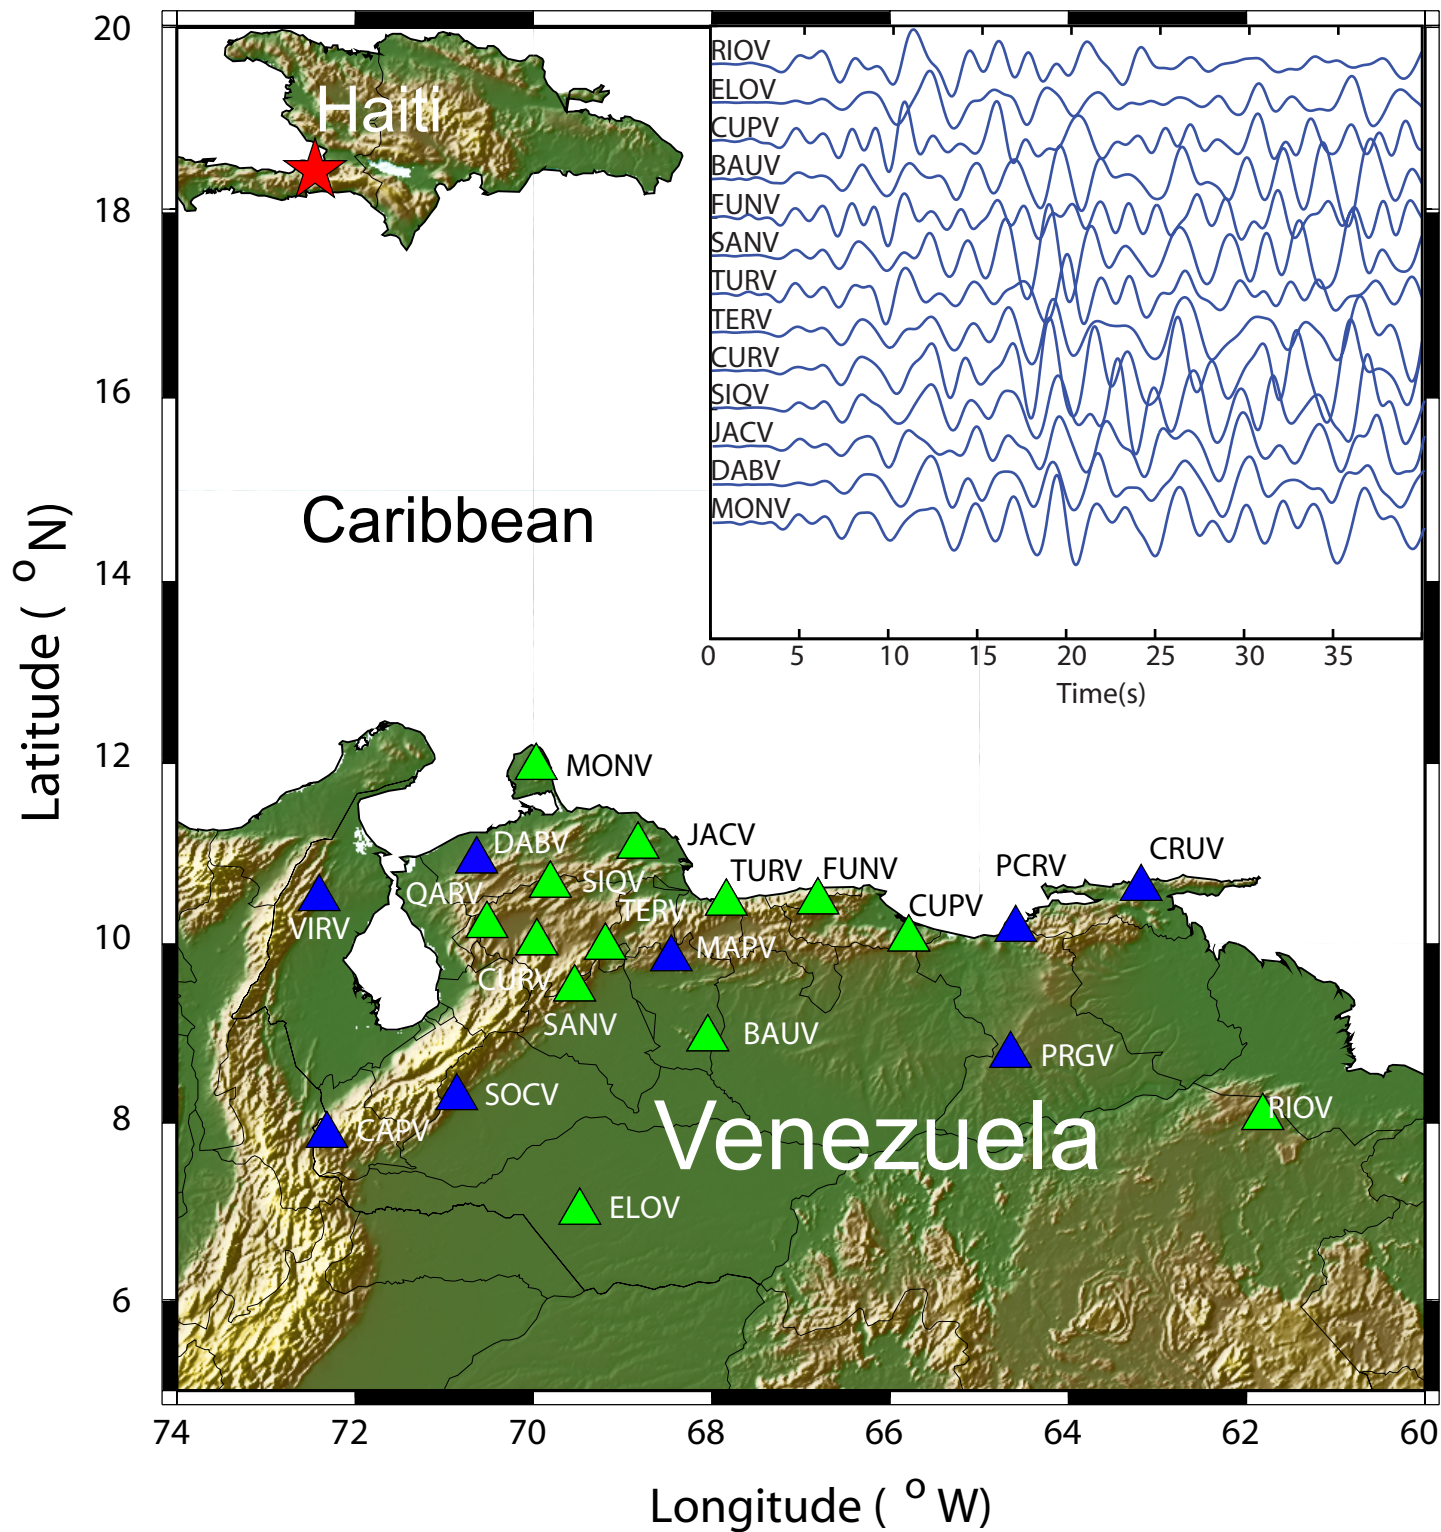 20
18
16
14
12
10
8
6
Latitude ( °N)
74
72
70
68
66
64
62
60
Longitude ( °W)
Haiti
Caribbean
Venezuela
RIOV
ELOV
CUPV
BAUV
FUNV
SANV
TURV
TERV
CURV
SIQV
JACV
DABV
MONV
0
5
10
15
20
25
30
35
Time(s)
MONV
JACV
DABV
TURV
FUNV
PCRV
CRUV
QARV
SIQV
CUPV
VIRV
TERV
MAPV
CURV
SANV
BAUV
PRGV
SOCV
CAPV
RIOV
ELOV